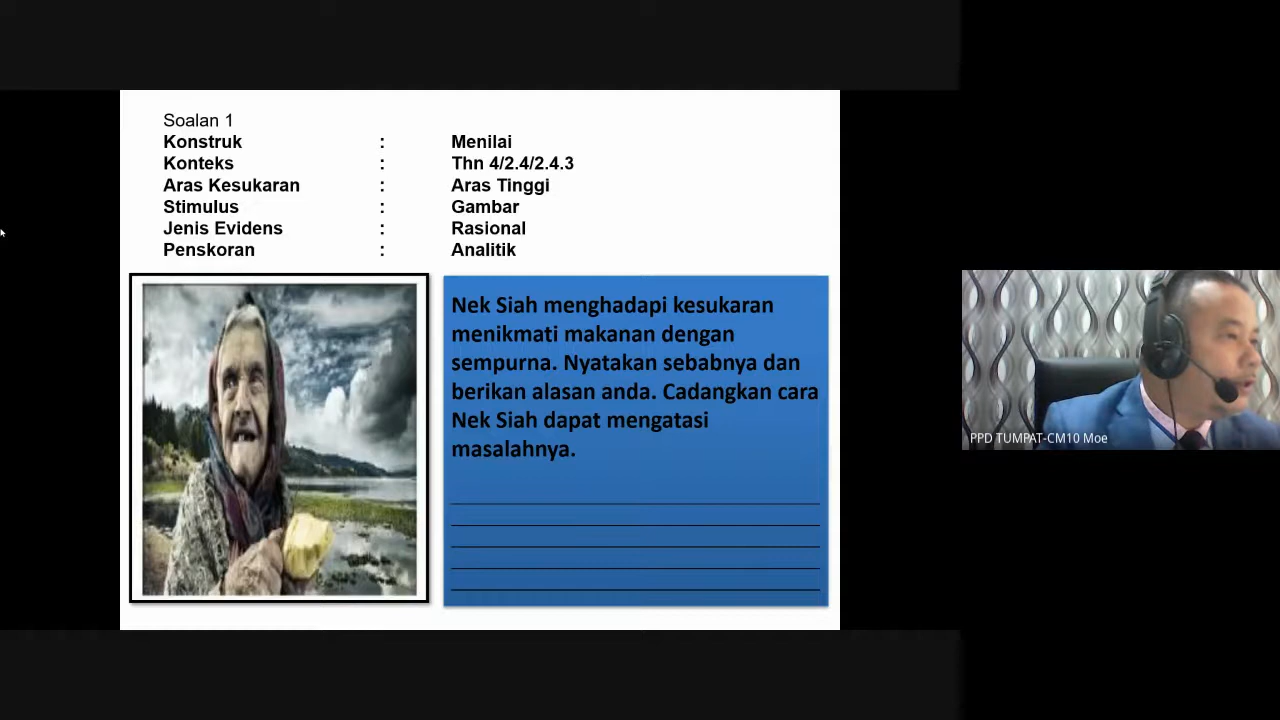 Soalan 1
Konstruk : Menilai
Konteks : Thn 4/2.4/2.4.3
Aras Kesukaran : Aras Tinggi
Stimulus : Gambar
Jenis Evidens : Rasional
Penskoran : Analitik
Nek Siah menghadapi kesukaran
menikmati makanan dengan
sempurna. Nyatakan sebabnya dan
berikan alasan anda. Cadangkan cara
Nek Siah dapat mengatasi
masalahnya.
PPD TUMPAT-CM10 Moe